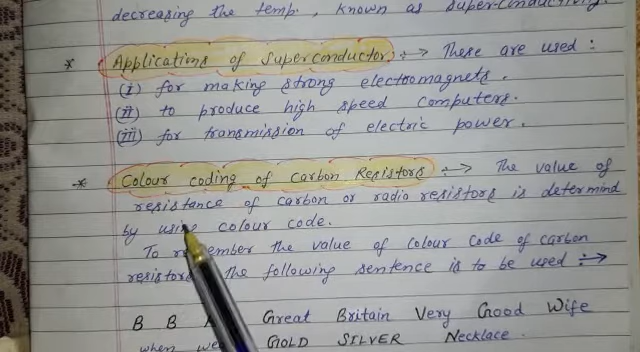 decreasing the temp., known as super-conductivity.
* Applications of Superconductor :-> These are used :
(i) for making strong electromagnets.
(ii) to produce high speed computers.
(iii) for transmission of electric power.
* Colour coding of Carbon Resistors :-> The value of
resistance of carbon or radio resistors is determind
by using colour code.
To remember the value of colour code of carbon
resistors the following sentence is to be used :->
B B Great Britain Very Good Wife
when GOLD SILVER Necklace.